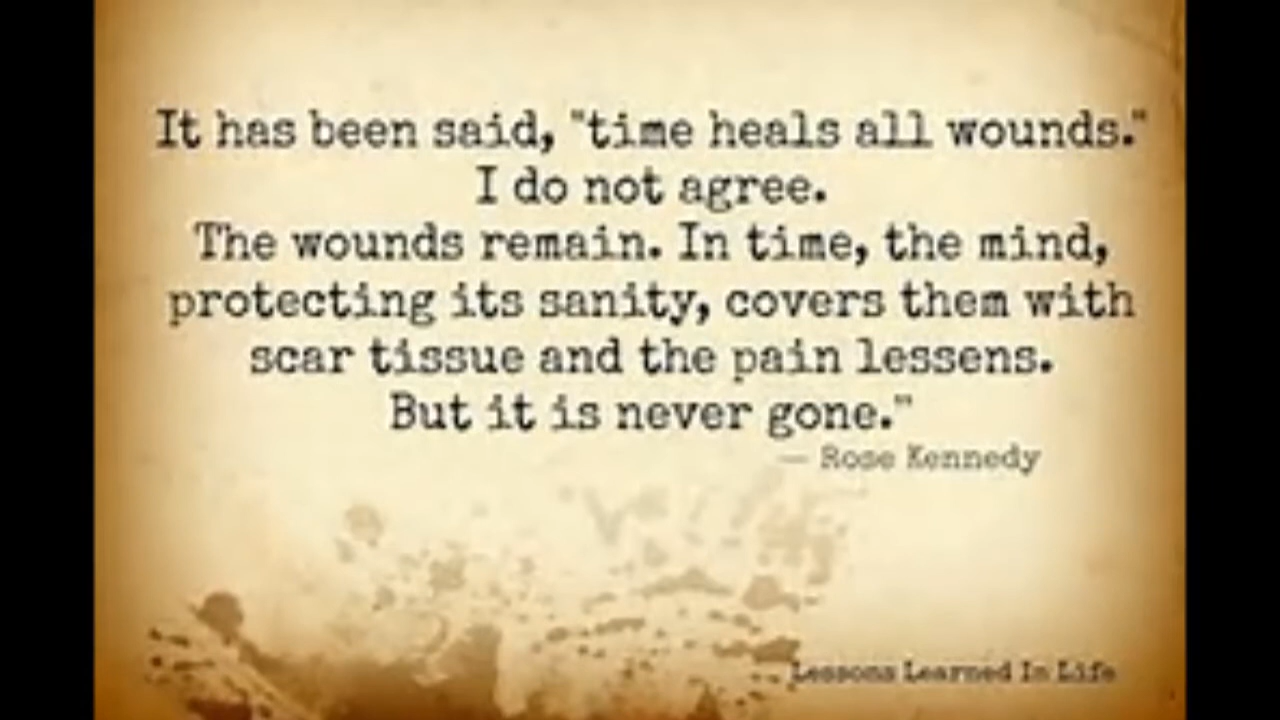 It has been said, "time heals all wounds."
I do not agree.
The wounds remain. In time, the mind,
protecting its sanity, covers them with
scar tissue and the pain lessens.
But it is never gone."
— Rose Kennedy
Lessons Learned In Life